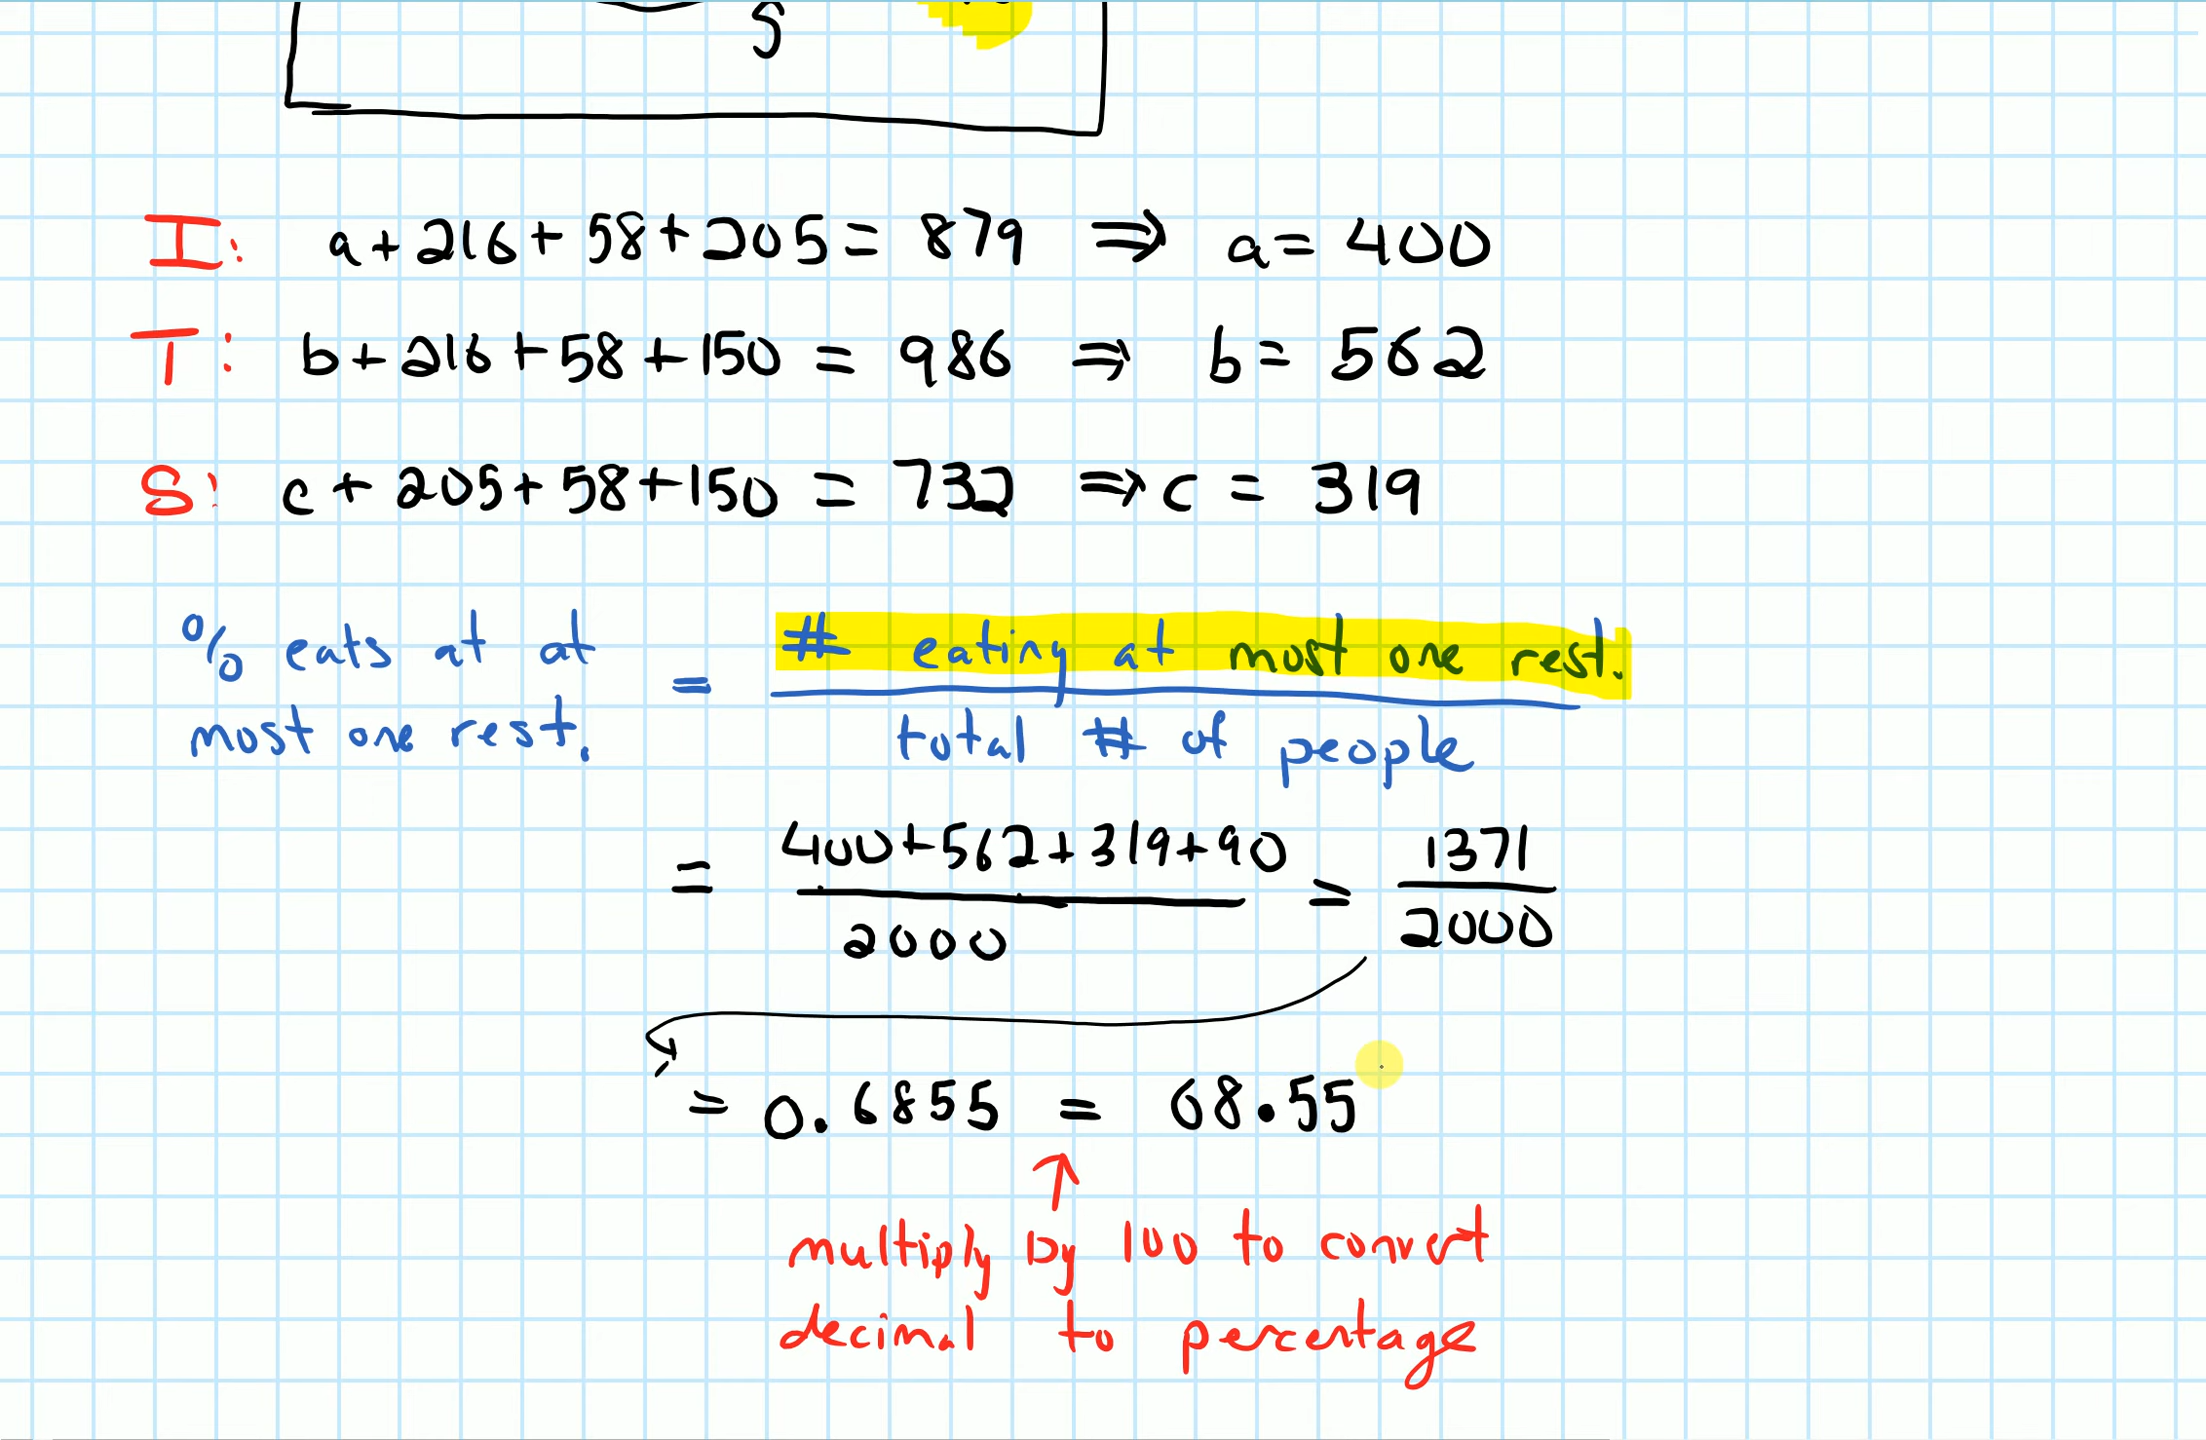 S
I: a+216+58+205=879 ⇒ a=400
T: b+216+58+150=986 ⇒ b=562
S: c+205+58+150=732 ⇒ c=319
% eats at at most one rest. = # eating at most one rest. / total # of people
= 400+562+319+90 / 2000 = 1371 / 2000
= 0.6855 = 68.55
↑
multiply by 100 to convert
decimal to percentage